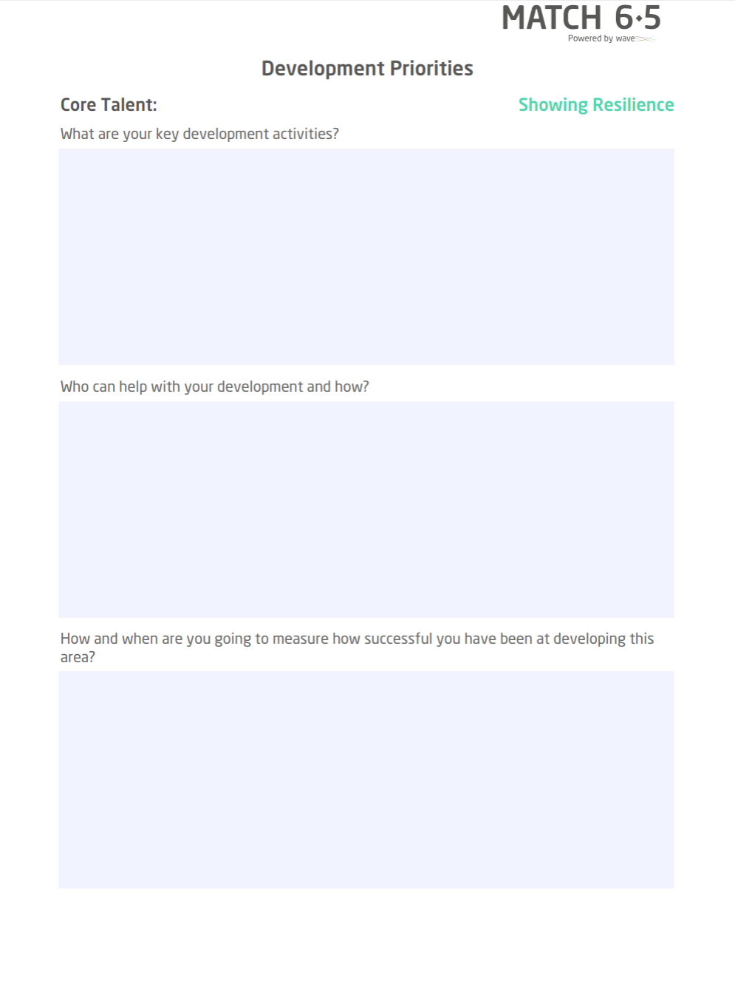 MATCH 6·5
Powered by wave
Development Priorities
Core Talent: Showing Resilience
What are your key development activities?
Who can help with your development and how?
How and when are you going to measure how successful you have been at developing this
area?